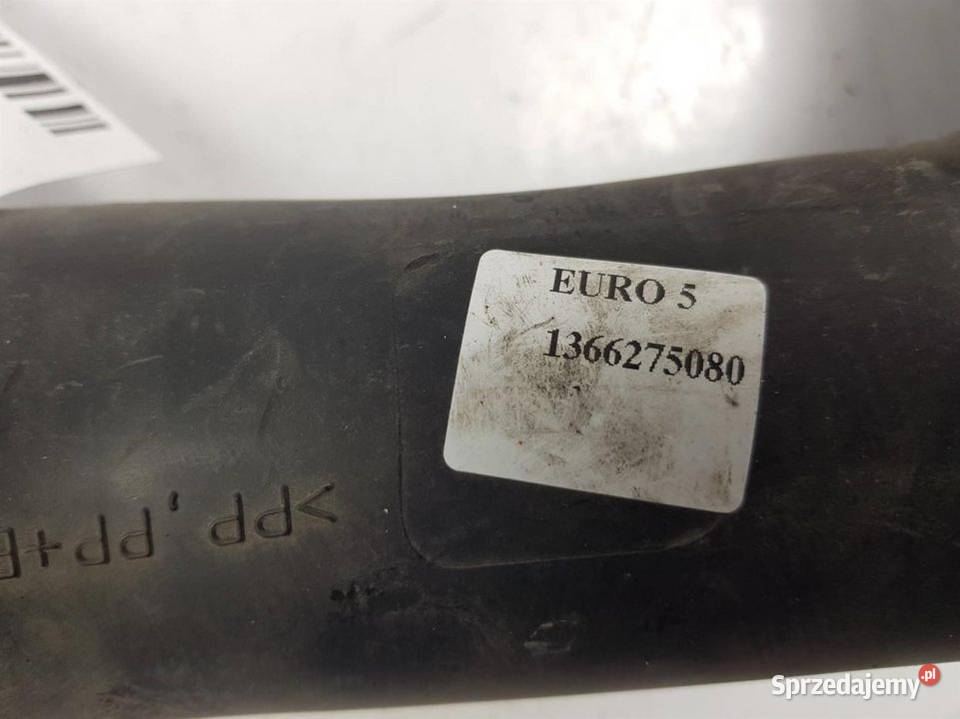 EURO 5
1366275080
>PP,PP+E
Sprzedajemy.pl